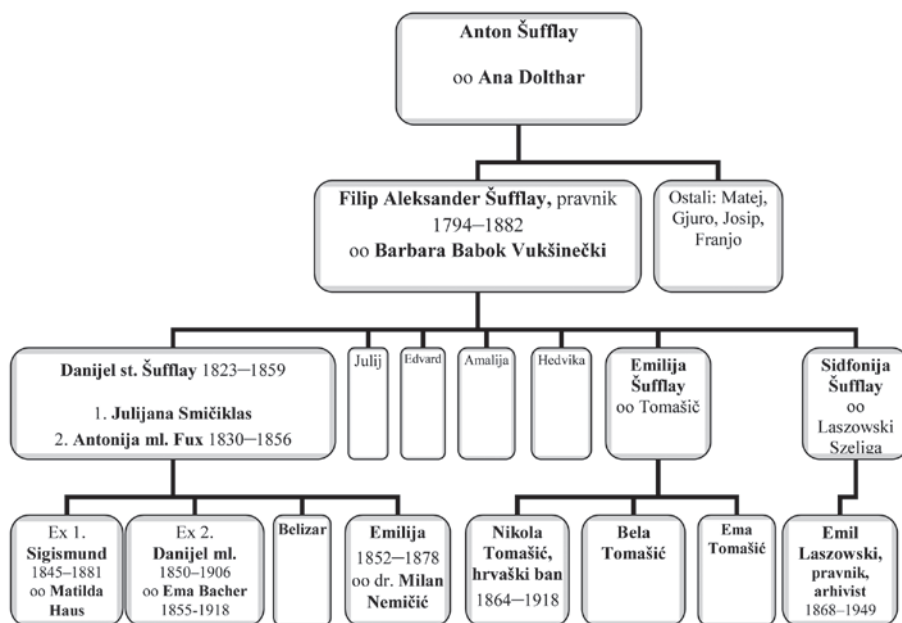 Anton Šufflay
oo Ana Dolthar
Filip Aleksander Šufflay, pravnik
1794–1882
oo Barbara Babok Vukšinečki
Ostali: Matej,
Gjuro, Josip,
Franjo
Danijel st. Šufflay 1823–1859
1. Julijana Smičiklas
2. Antonija ml. Fux 1830–1856
Julij
Edvard
Amalija
Hedvika
Emilija
Šufflay
oo Tomašič
Sidfonija
Šufflay
oo
Laszowski
Szeliga
Ex 1.
Sigismund
1845–1881
oo Matilda
Haus
Ex 2.
Danijel ml.
1850–1906
oo Ema Bacher
1855-1918
Belizar
Emilija
1852–1878
oo dr. Milan
Nemičić
Nikola
Tomašić,
hrvaški ban
1864–1918
Bela
Tomašić
Ema
Tomašić
Emil
Laszowski,
pravnik,
arhivist
1868–1949